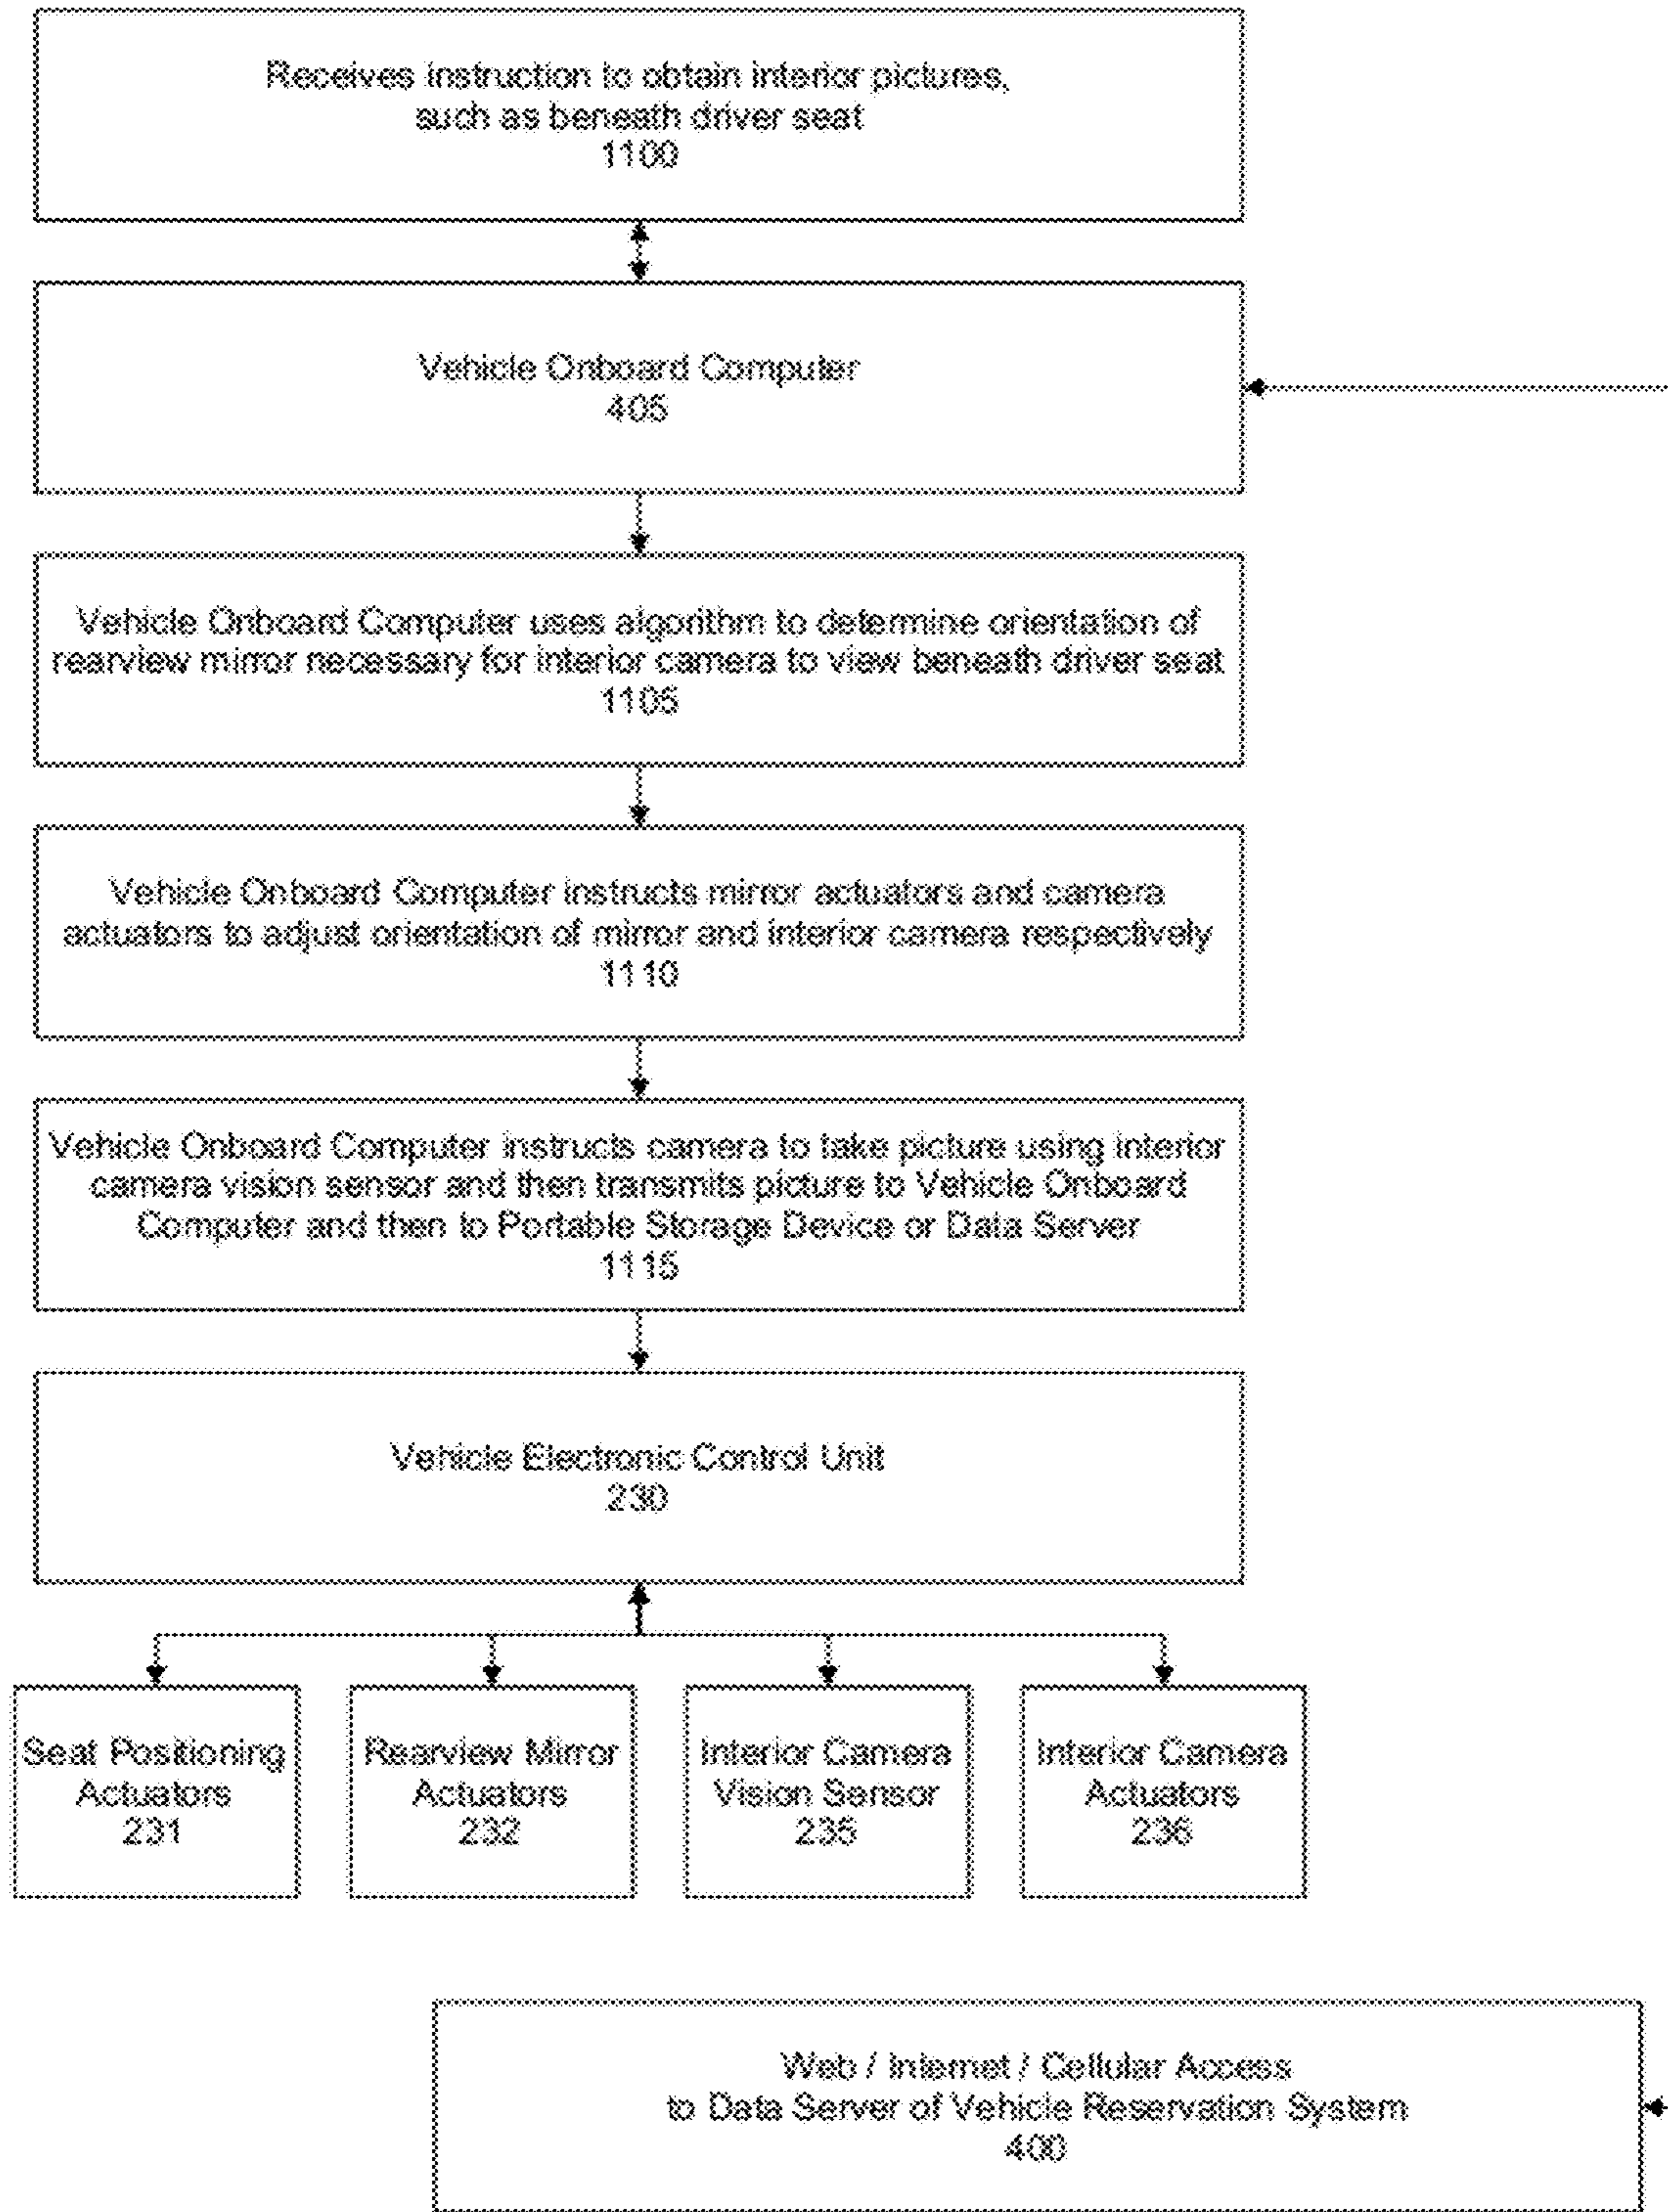 Receives instruction to obtain interior pictures,
such as beneath driver seat
1100
Vehicle Onboard Computer
405
Vehicle Onboard Computer uses algorithm to determine orientation of
rearview mirror necessary for interior camera to view beneath driver seat
1105
Vehicle Onboard Computer instructs mirror actuators and camera
actuators to adjust orientation of mirror and interior camera respectively
1110
Vehicle Onboard Computer instructs camera to take picture using interior
camera vision sensor and then transmits picture to Vehicle Onboard
Computer and then to Portable Storage Device or Data Server
1115
Vehicle Electronic Control Unit
230
Seat Positioning
Actuators
231
Rearview Mirror
Actuators
232
Interior Camera
Vision Sensor
235
Interior Camera
Actuators
236
Web / Internet / Cellular Access
to Data Server of Vehicle Reservation System
400